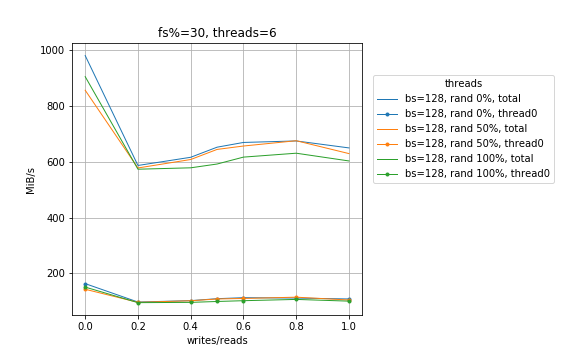 fs%=30, threads=6
1000
800
600
400
200
MiB/s
0.0 0.2 0.4 0.6 0.8 1.0
writes/reads
threads
bs=128, rand 0%, total
bs=128, rand 0%, thread0
bs=128, rand 50%, total
bs=128, rand 50%, thread0
bs=128, rand 100%, total
bs=128, rand 100%, thread0